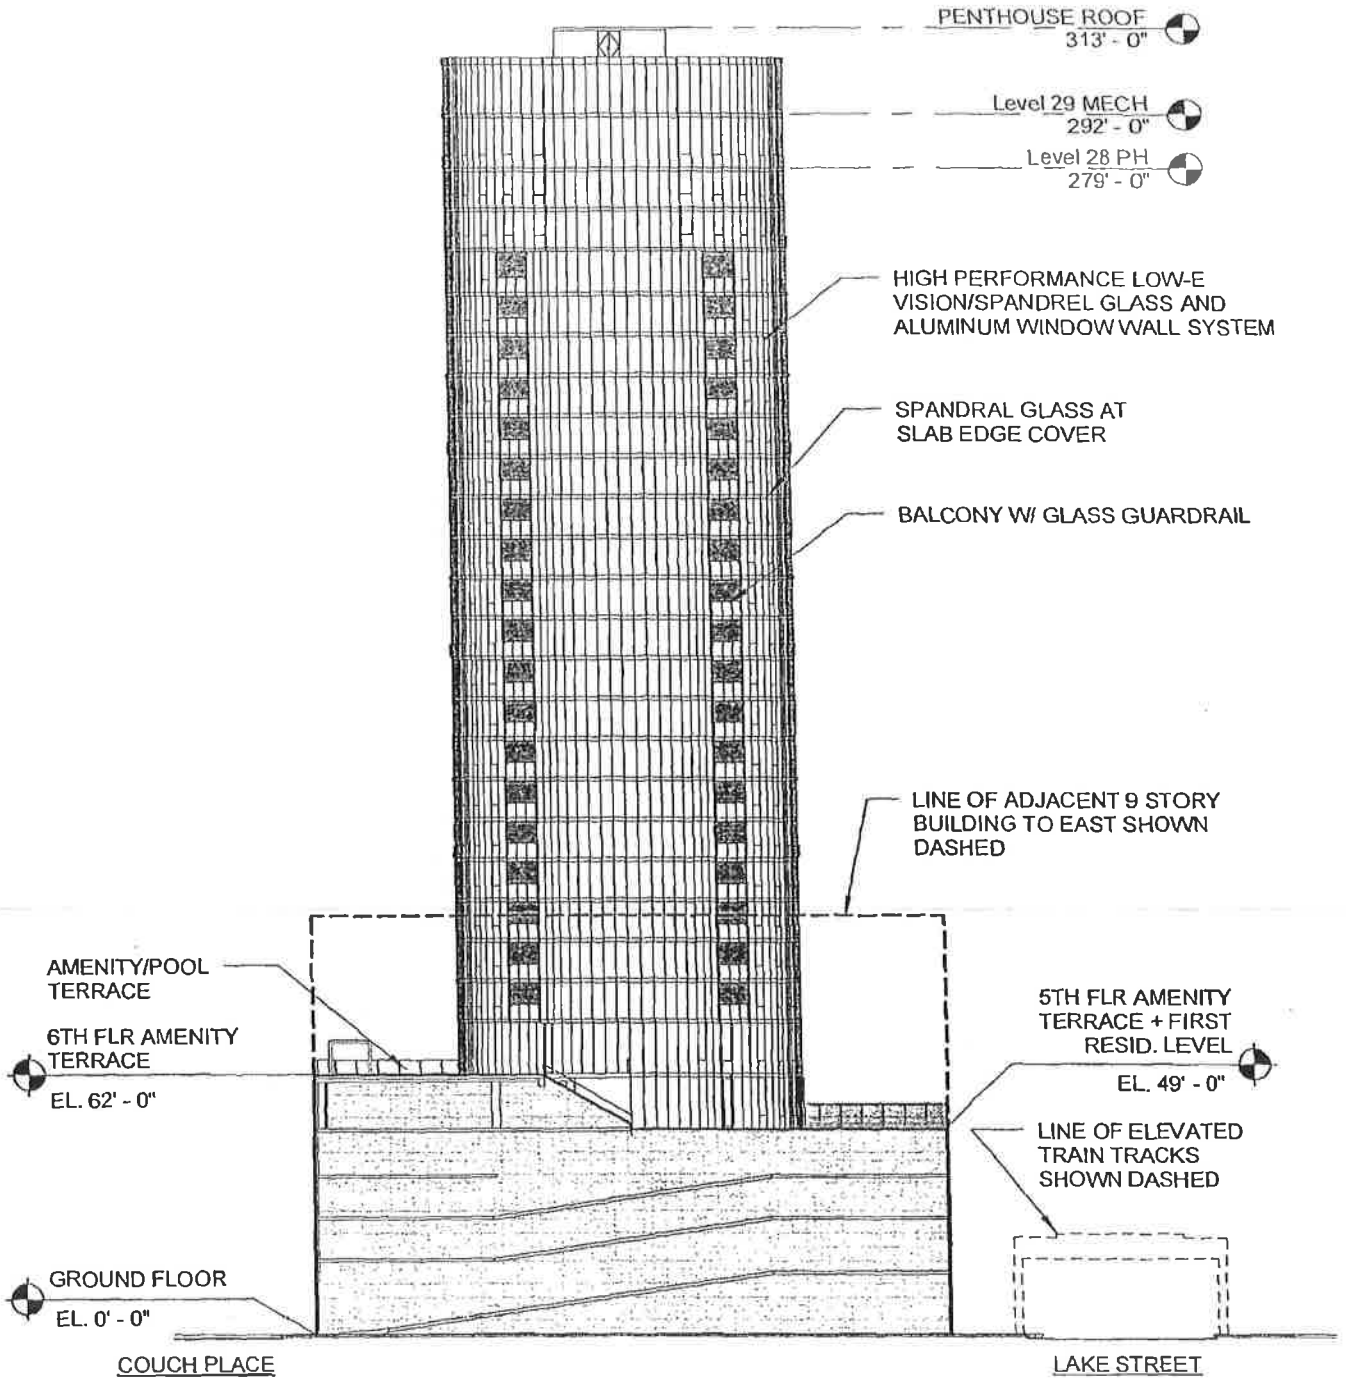 PENTHOUSE ROOF
313' - 0"
Level 29 MECH
292' - 0"
Level 28 PH
279' - 0"
HIGH PERFORMANCE LOW-E
VISION/SPANDREL GLASS AND
ALUMINUM WINDOW WALL SYSTEM
SPANDRAL GLASS AT
SLAB EDGE COVER
BALCONY W/ GLASS GUARDRAIL
LINE OF ADJACENT 9 STORY
BUILDING TO EAST SHOWN
DASHED
AMENITY/POOL
TERRACE
6TH FLR AMENITY
TERRACE
EL. 62' - 0"
5TH FLR AMENITY
TERRACE + FIRST
RESID. LEVEL
EL. 49' - 0"
LINE OF ELEVATED
TRAIN TRACKS
SHOWN DASHED
GROUND FLOOR
EL. 0' - 0"
COUCH PLACE
LAKE STREET